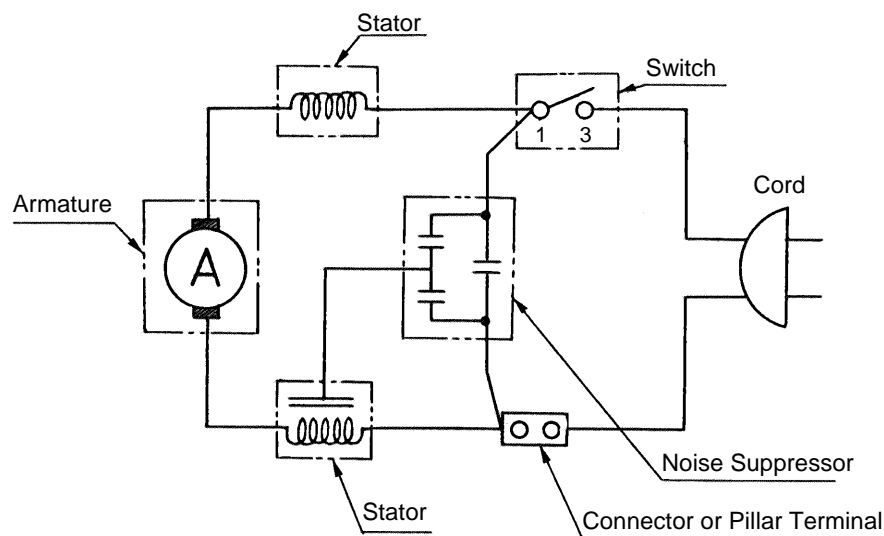 Stator
Switch
1 3
Cord
Armature
A
Noise Suppressor
Stator
Connector or Pillar Terminal